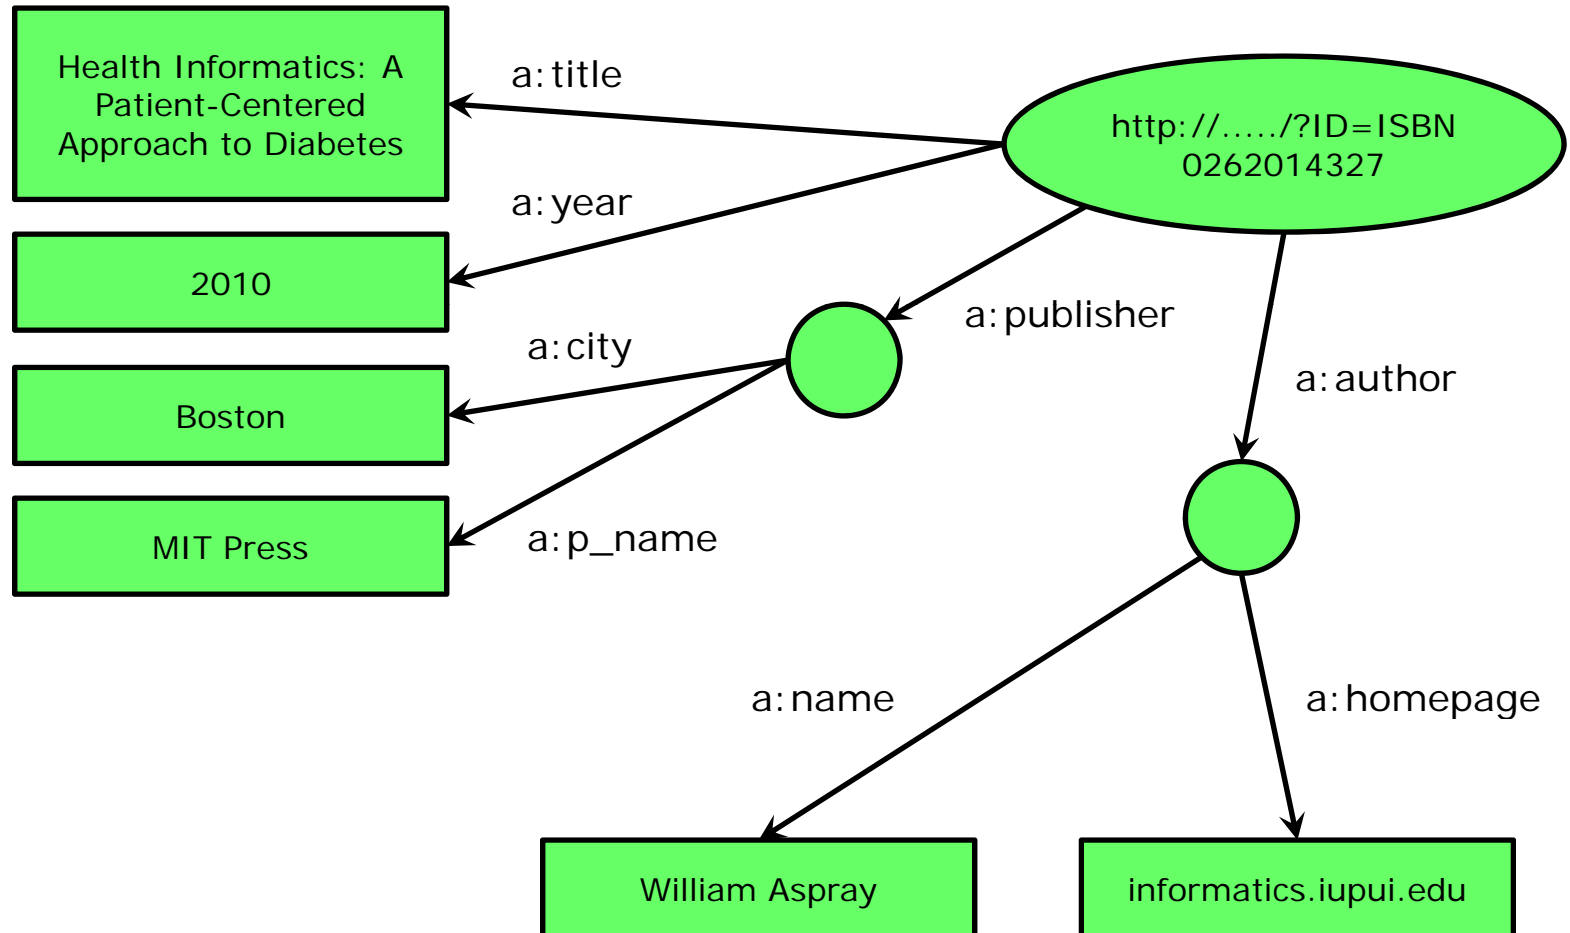 Health Informatics: A
Patient-Centered
Approach to Diabetes
a:title
http://...../?ID=ISBN
0262014327
a:year
2010
a:publisher
a:city
Boston
a:author
MIT Press
a:p_name
a:name
a:homepage
William Aspray
informatics.iupui.edu